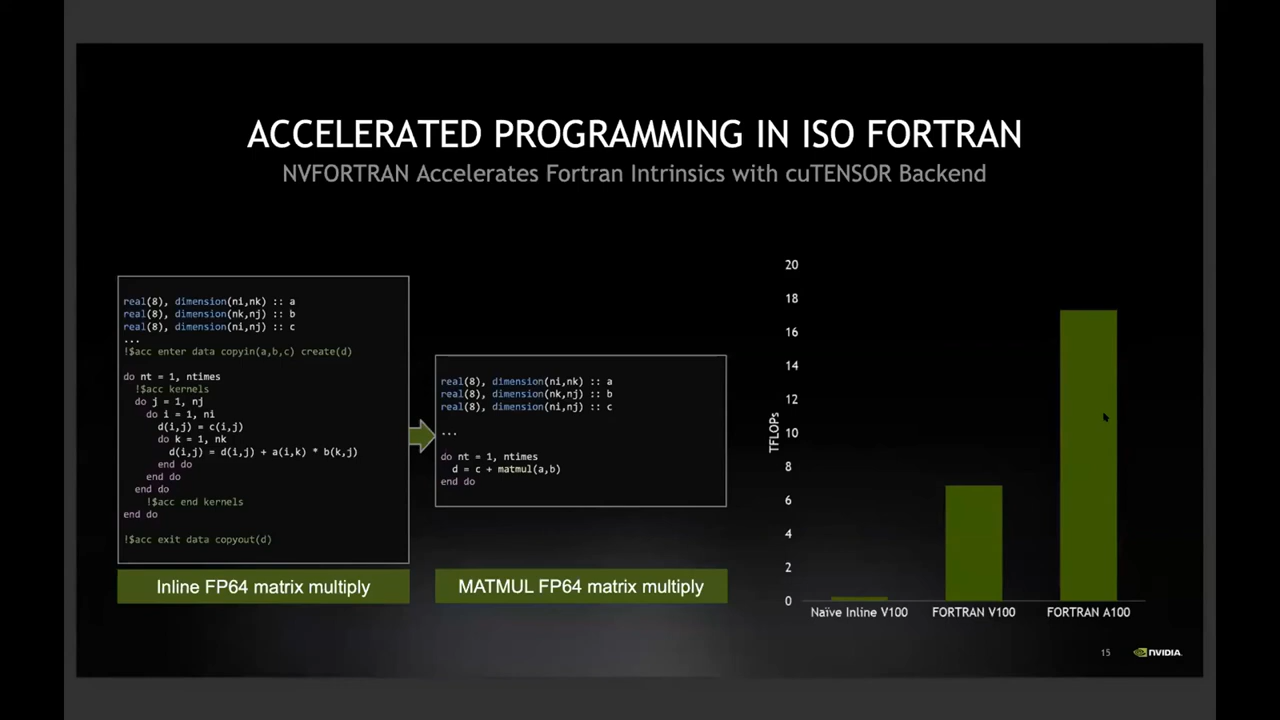 ACCELERATED PROGRAMMING IN ISO FORTRAN
NVFORTRAN Accelerates Fortran Intrinsics with cuTENSOR Backend
real(8), dimension(ni,nk) :: a
real(8), dimension(nk,nj) :: b
real(8), dimension(ni,nj) :: c
...
!$acc enter data copyin(a,b,c) create(d)
do nt = 1, ntimes
!$acc kernels
do j = 1, nj
do i = 1, ni
d(i,j) = c(i,j)
do k = 1, nk
d(i,j) = d(i,j) + a(i,k) * b(k,j)
end do
end do
end do
!$acc end kernels
end do
!$acc exit data copyout(d)
Inline FP64 matrix multiply
real(8), dimension(ni,nk) :: a
real(8), dimension(nk,nj) :: b
real(8), dimension(ni,nj) :: c
...
do nt = 1, ntimes
d = c + matmul(a,b)
end do
MATMUL FP64 matrix multiply
TFLOPs
20
18
16
14
12
10
8
6
4
2
0
Naïve Inline V100
FORTRAN V100
FORTRAN A100
15
NVIDIA.